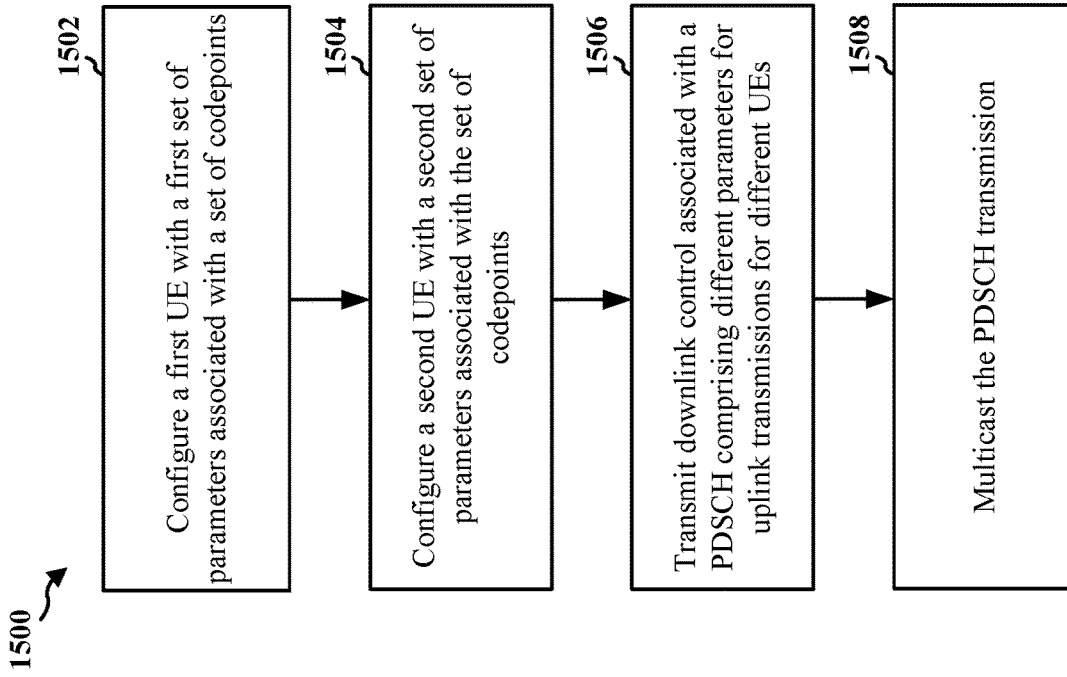 1500
1502
Configure a first UE with a first set of
parameters associated with a set of codepoints
1504
Configure a second UE with a second set of
parameters associated with the set of
codepoints
1506
Transmit downlink control associated with a
PDSCH comprising different parameters for
uplink transmissions for different UEs
1508
Multicast the PDSCH transmission